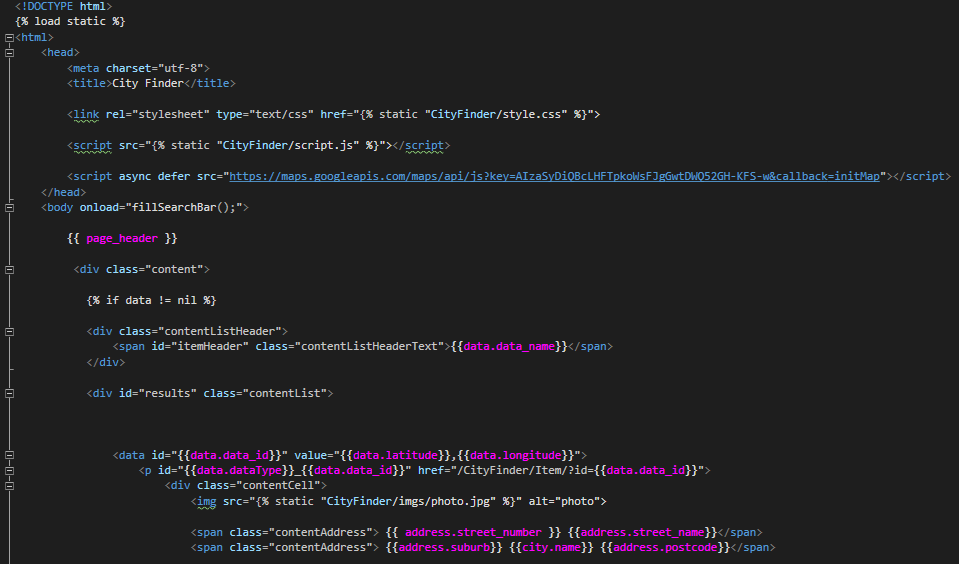 <!DOCTYPE html>
{% load static %}
<html>
<head>
<meta charset="utf-8">
<title>City Finder</title>
<link rel="stylesheet" type="text/css" href="{% static "CityFinder/style.css" %}">
<script src="{% static "CityFinder/script.js" %}"></script>
<script async defer src="https://maps.googleapis.com/maps/api/js?key=AIzaSyDiQBcLHFTpkoWsFJgGwtDWQ52GH-KFS-w&callback=initMap"></script>
</head>
<body onload="fillSearchBar();">
{{ page_header }}
<div class="content">
{% if data != nil %}
<div class="contentListHeader">
<span id="itemHeader" class="contentListHeaderText">{{data.data_name}}</span>
</div>
<div id="results" class="contentList">
<data id="{{data.data_id}}" value="{{data.latitude}},{{data.longitude}}">
<p id="{{data.dataType}}_{{data.data_id}}" href="/CityFinder/Item/?id={{data.data_id}}">
<div class="contentCell">
<img src="{% static "CityFinder/imgs/photo.jpg" %}" alt="photo">
<span class="contentAddress"> {{ address.street_number }} {{address.street_name}}</span>
<span class="contentAddress"> {{address.suburb}} {{city.name}} {{address.postcode}}</span>